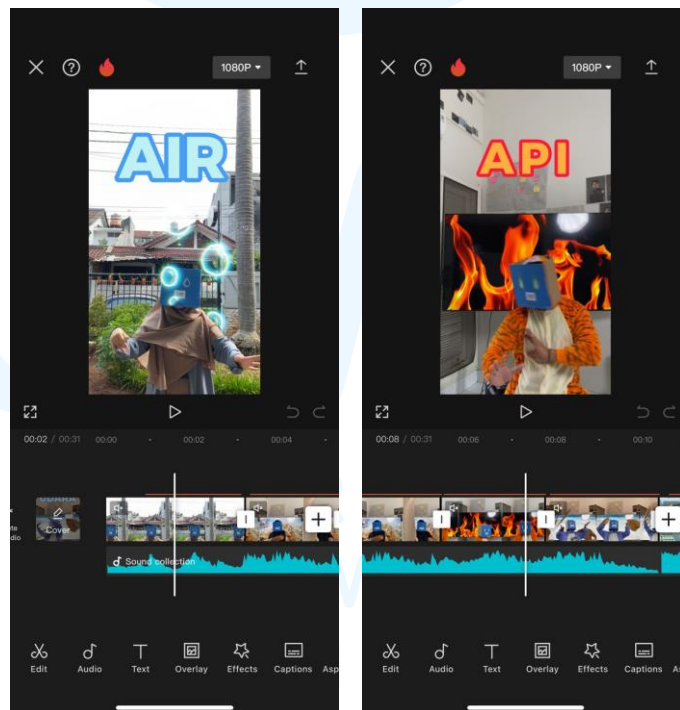 1080P
AIR
00:02 / 00:31 00:00 00:02 00:04
UDARA
Cover
Sound collection
Edit Audio Text Overlay Effects Captions Asp
1080P
API
00:08 / 00:31 00:06 00:08 00:10
Edit Audio Text Overlay Effects Captions